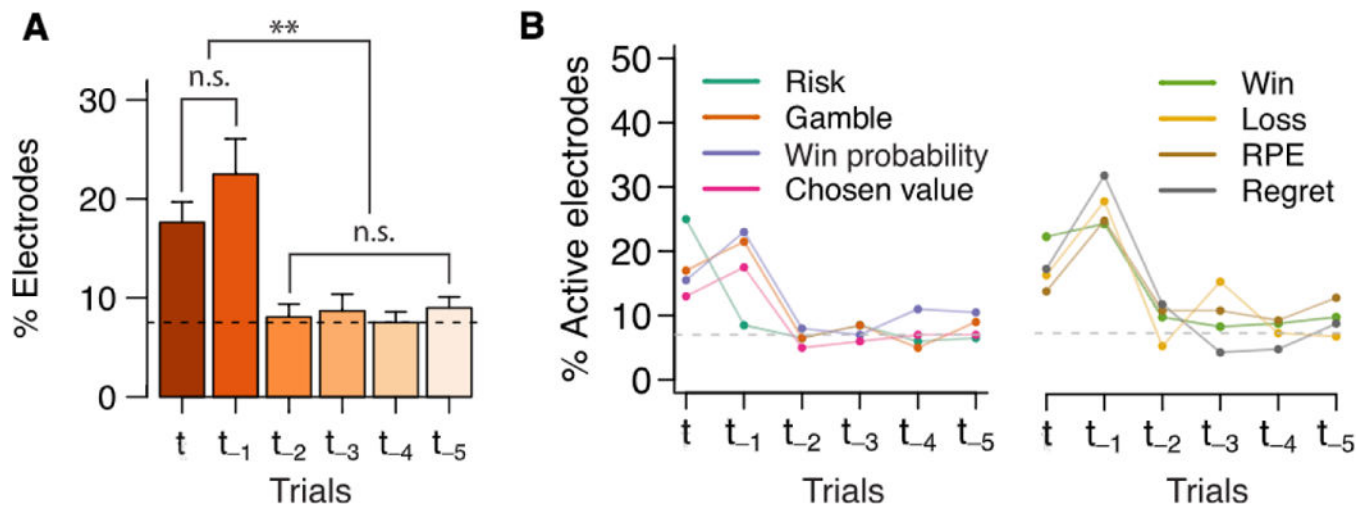 A
**
n.s.
n.s.
% Electrodes
30
20
10
0
t
t–1
t–2
t–3
t–4
t–5
Trials
B
% Active electrodes
50
40
30
20
10
0
Risk
Gamble
Win probability
Chosen value
t
t–1
t–2
t–3
t–4
t–5
Trials
Win
Loss
RPE
Regret
t
t–1
t–2
t–3
t–4
t–5
Trials